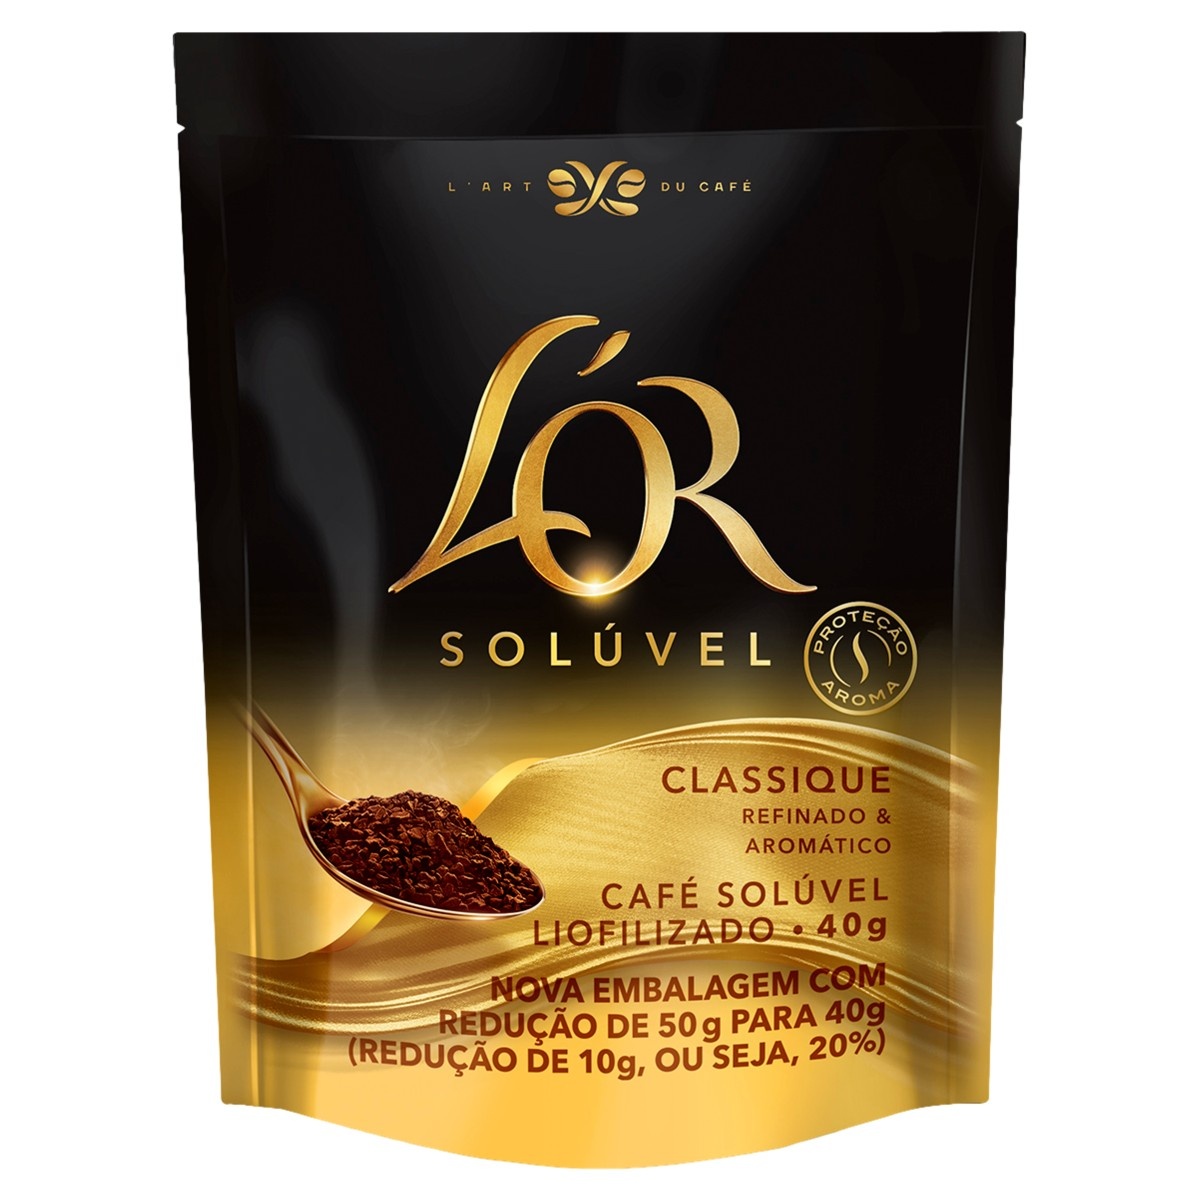 L'ART DU CAFÉ
L'OR
SOLÚVEL
PROTEÇÃO
AROMA
CLASSIQUE
REFINADO &
AROMÁTICO
CAFÉ SOLÚVEL
LIOFILIZADO • 40g
NOVA EMBALAGEM COM
REDUÇÃO DE 50g PARA 40g
(REDUÇÃO DE 10g, OU SEJA, 20%)